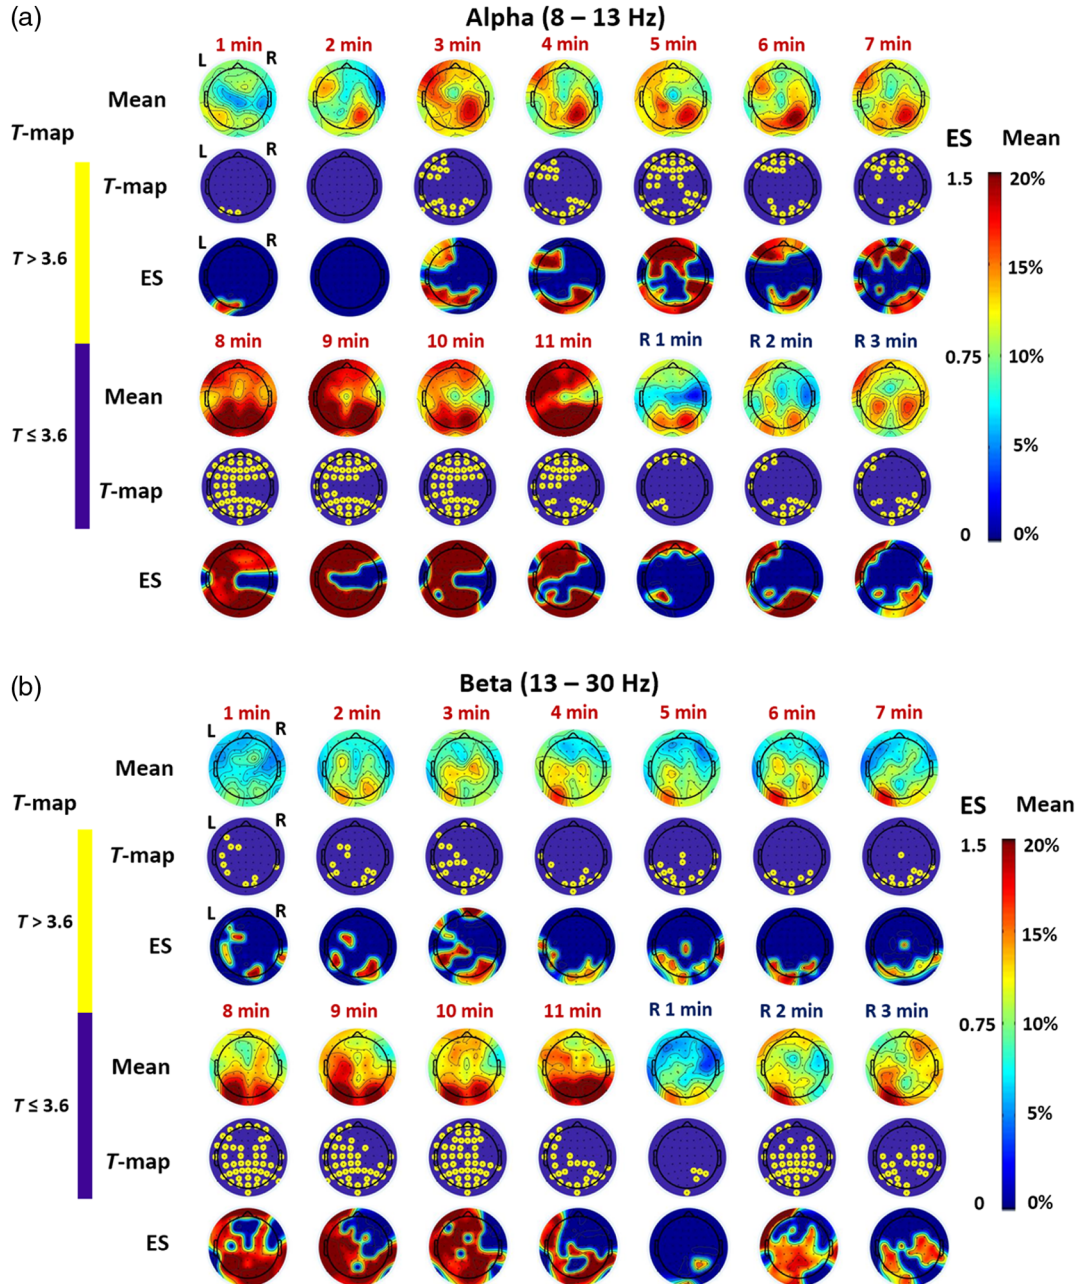 (a)
Alpha (8 – 13 Hz)
1 min 2 min 3 min 4 min 5 min 6 min 7 min
L R
Mean
T-map
L R
T-map
ES Mean
1.5 20%
T > 3.6
L R
ES
15%
8 min 9 min 10 min 11 min R 1 min R 2 min R 3 min
0.75 10%
Mean
T ≤ 3.6
5%
T-map
0 0%
ES
(b)
Beta (13 – 30 Hz)
1 min 2 min 3 min 4 min 5 min 6 min 7 min
L R
Mean
T-map
ES Mean
L R
T-map
1.5 20%
T > 3.6
L R
ES
15%
8 min 9 min 10 min 11 min R 1 min R 2 min R 3 min
0.75 10%
Mean
T ≤ 3.6
5%
T-map
0 0%
ES